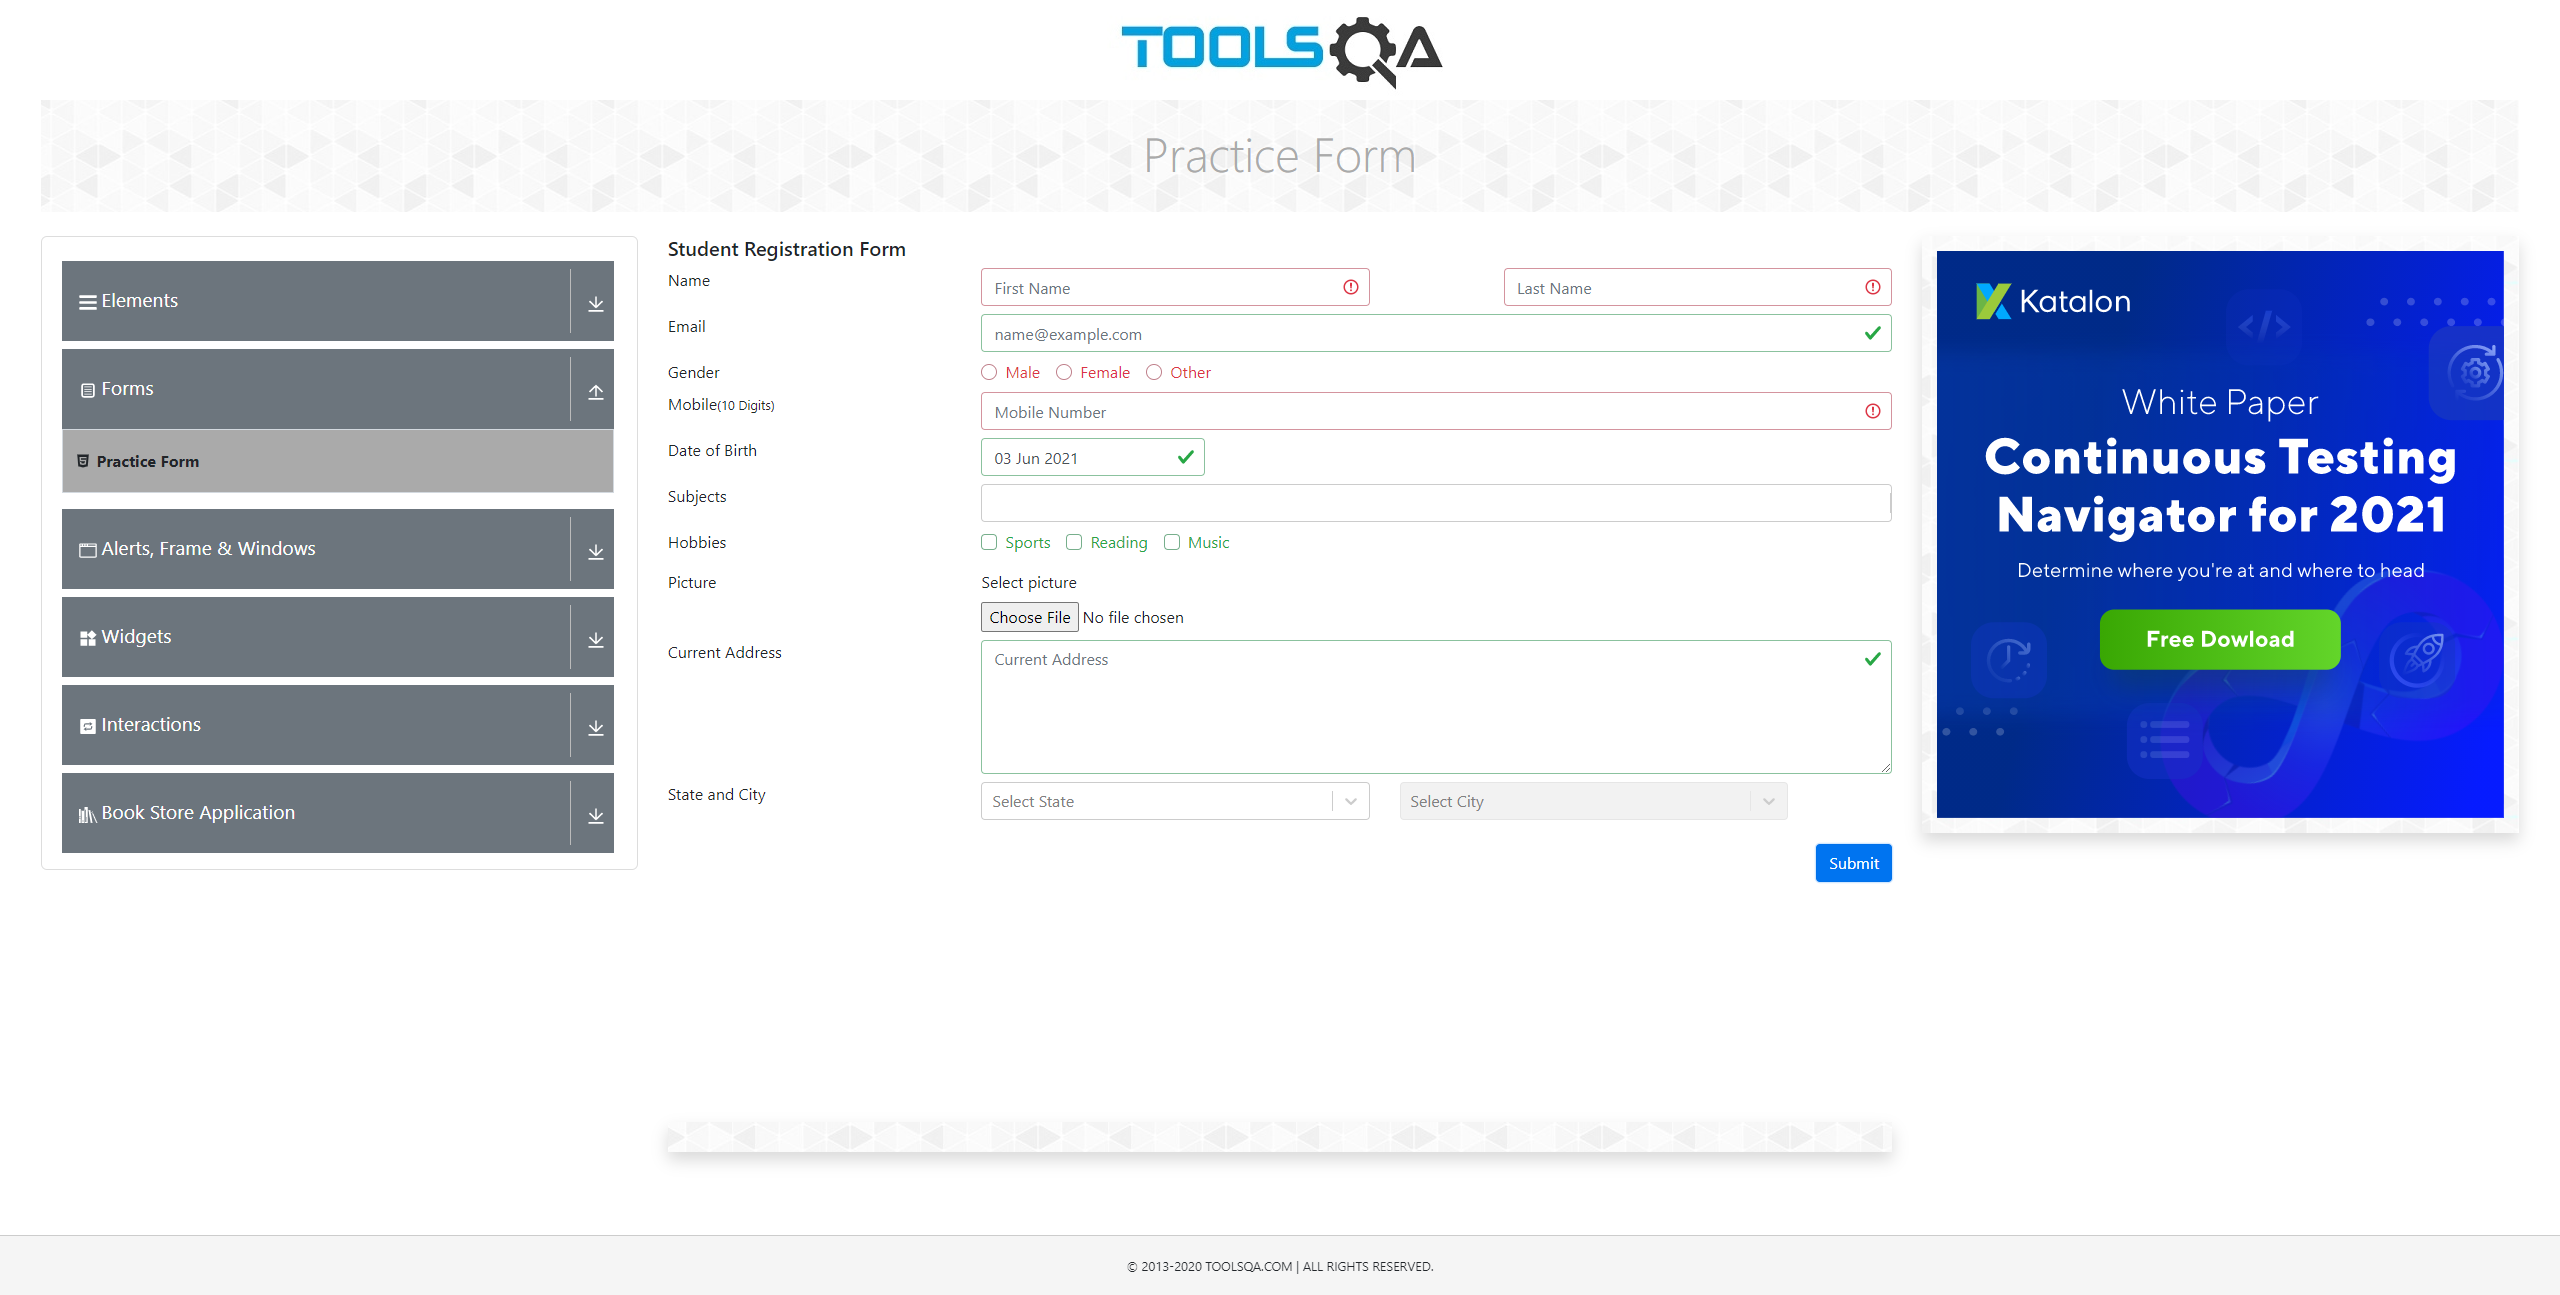 TOOLSQA
Practice Form
Elements
Forms
Practice Form
Alerts, Frame & Windows
Widgets
Interactions
Book Store Application
Student Registration Form
Name
First Name
Last Name
Email
name@example.com
Gender
Male Female Other
Mobile(10 Digits)
Mobile Number
Date of Birth
03 Jun 2021
Subjects
Hobbies
Sports Reading Music
Picture
Select picture
Choose File No file chosen
Current Address
Current Address
State and City
Select State
Select City
Submit
Katalon
White Paper
Continuous Testing
Navigator for 2021
Determine where you're at and where to head
Free Dowload
© 2013-2020 TOOLSQA.COM | ALL RIGHTS RESERVED.